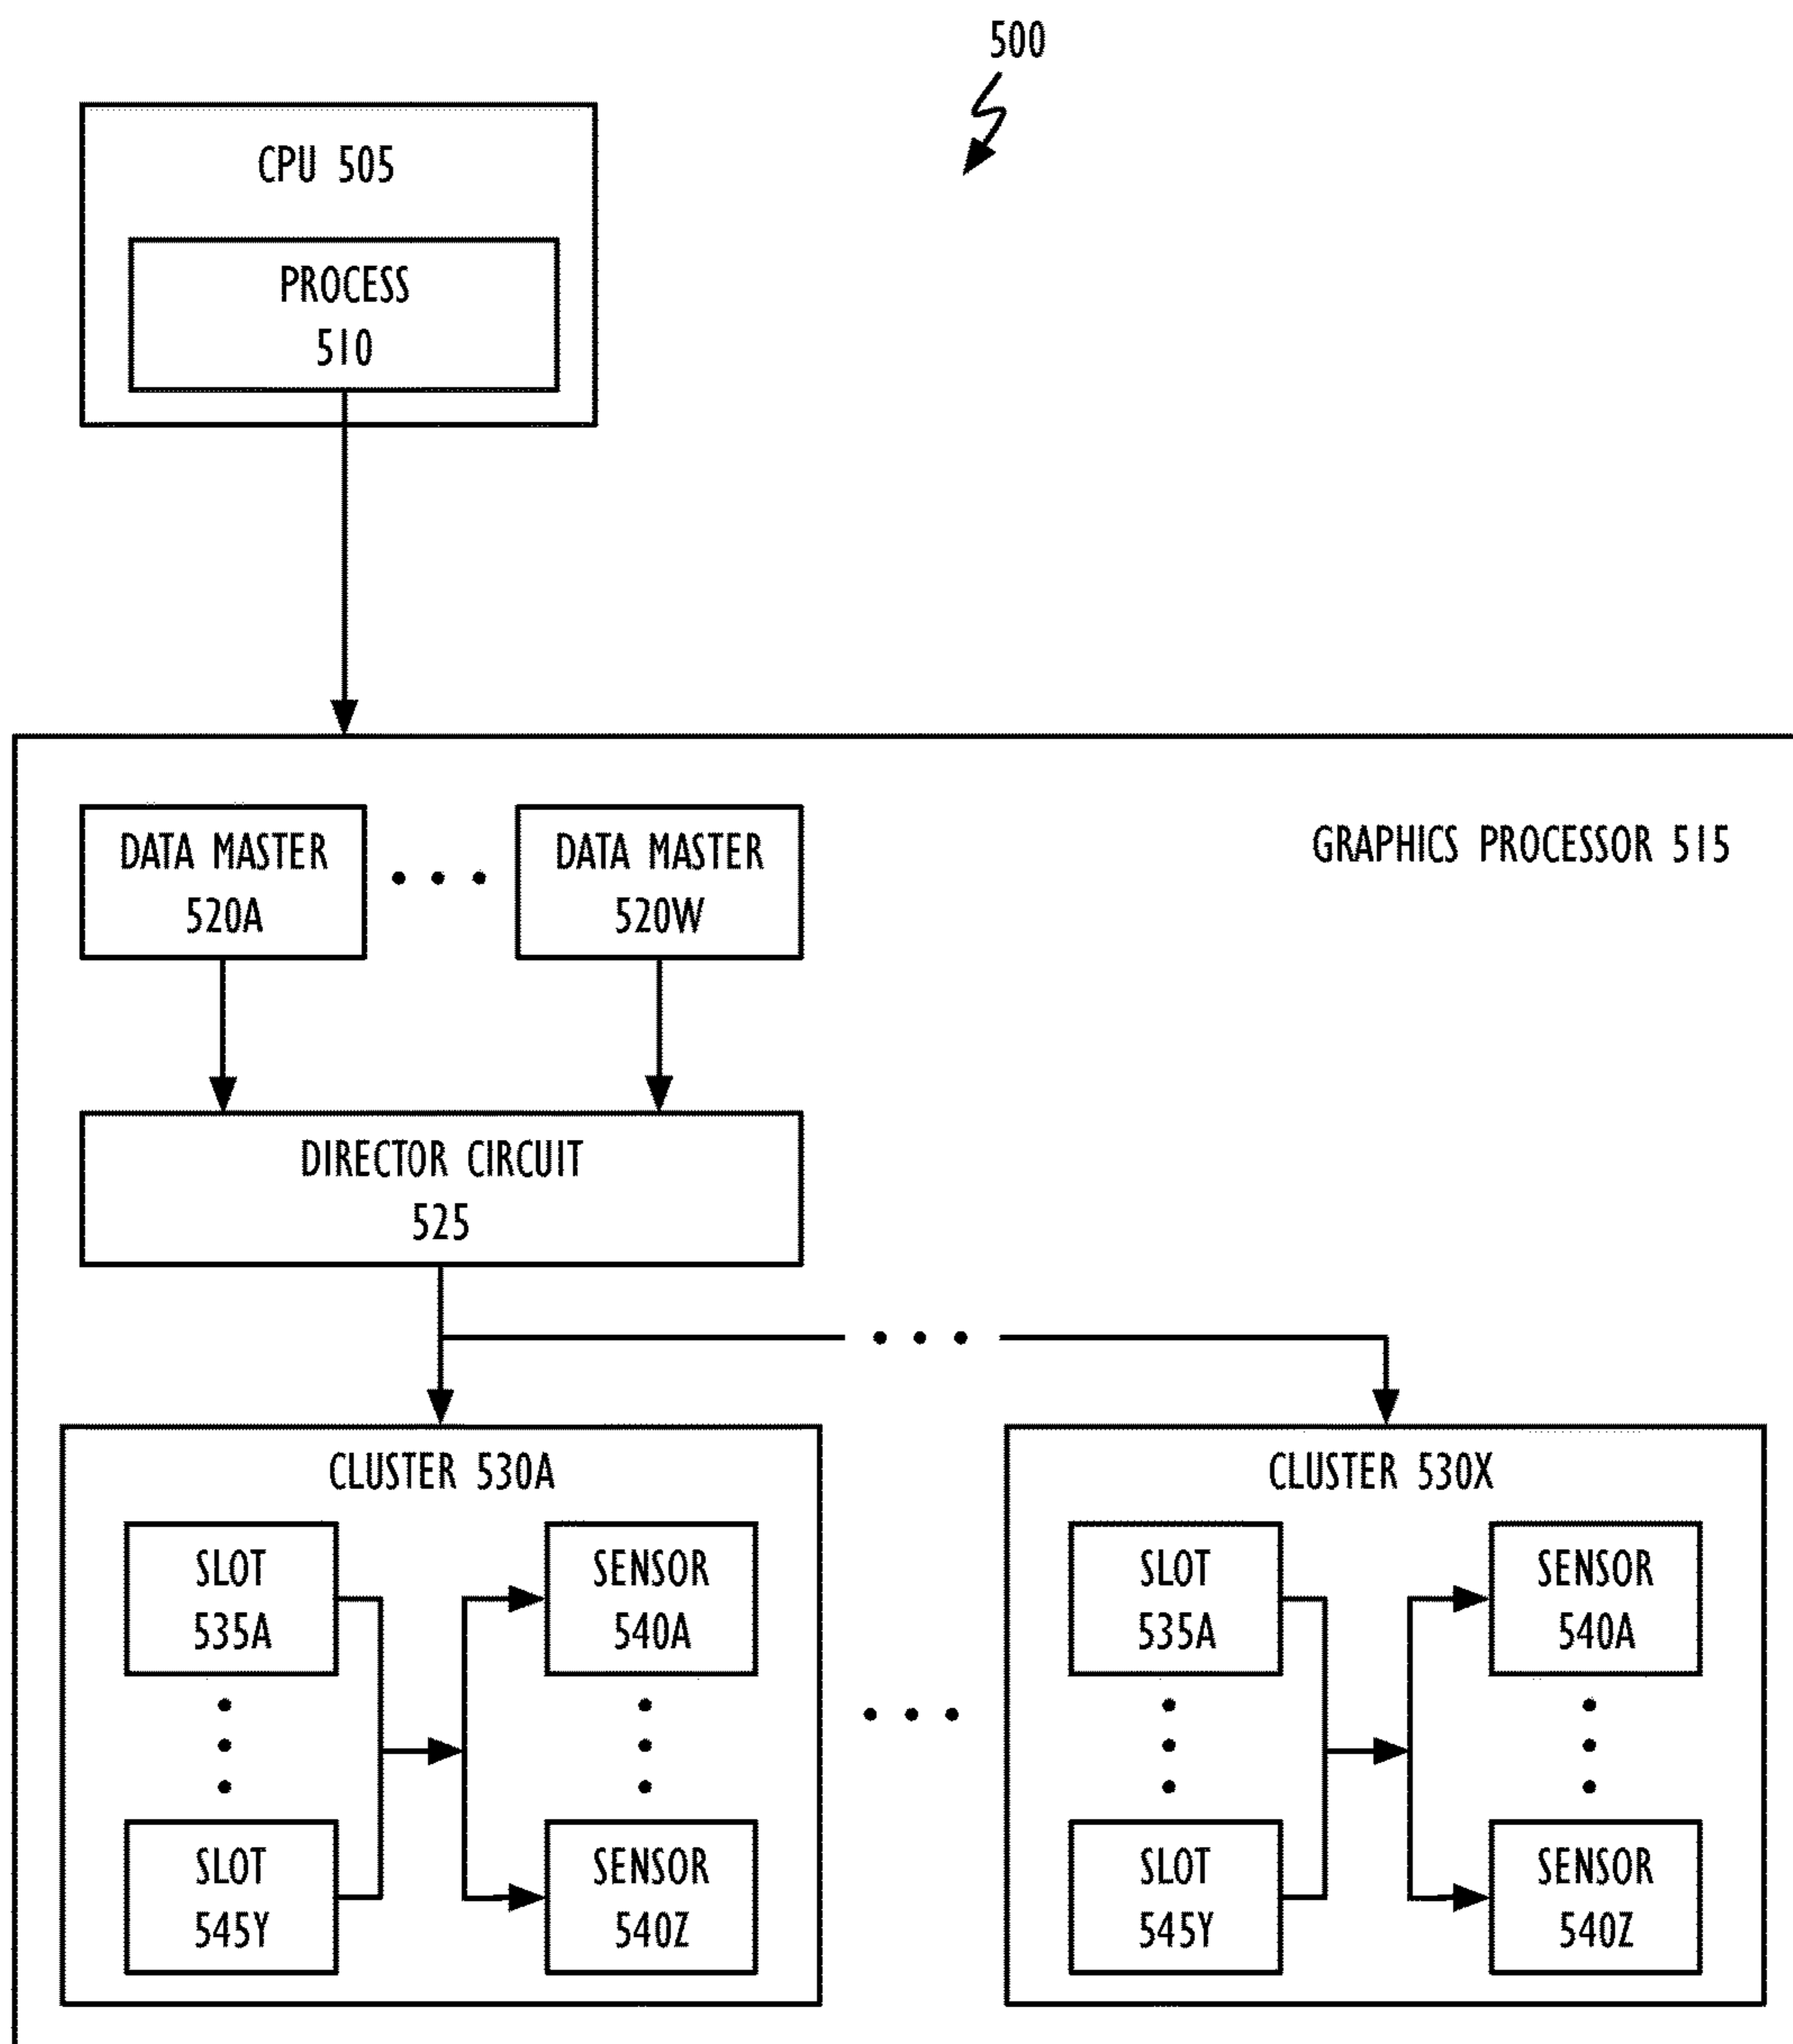 500
CPU 505
PROCESS
510
GRAPHICS PROCESSOR 515
DATA MASTER
520A
DATA MASTER
520W
DIRECTOR CIRCUIT
525
CLUSTER 530A
SLOT
535A
SENSOR
540A
SLOT
545Y
SENSOR
540Z
CLUSTER 530X
SLOT
535A
SENSOR
540A
SLOT
545Y
SENSOR
540Z